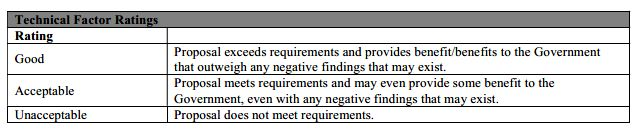 Technical Factor Ratings
Rating
Good
Proposal exceeds requirements and provides benefit/benefits to the Government
that outweigh any negative findings that may exist.
Acceptable
Proposal meets requirements and may even provide some benefit to the
Government, even with any negative findings that may exist.
Unacceptable
Proposal does not meet requirements.